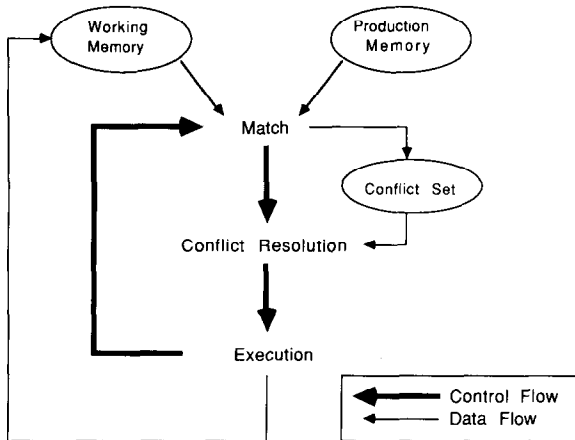 Working
Memory
Production
Memory
Match
Conflict Set
Conflict Resolution
Execution
Control Flow
Data Flow